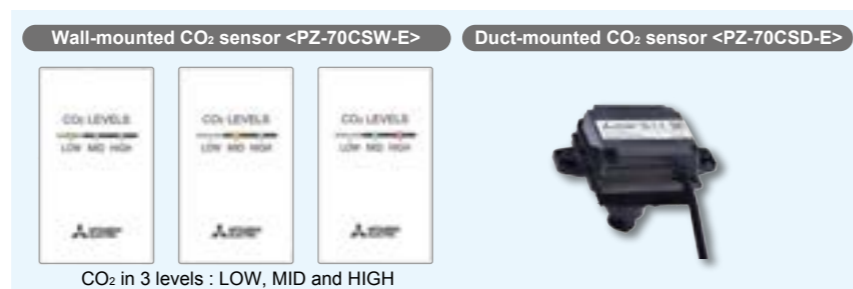 Wall-mounted CO₂ sensor <PZ-70CSW-E>
Duct-mounted CO₂ sensor <PZ-70CSD-E>
CO₂ LEVELS
LOW MID HIGH
CO₂ LEVELS
LOW MID HIGH
CO₂ LEVELS
LOW MID HIGH
CO₂ in 3 levels : LOW, MID and HIGH